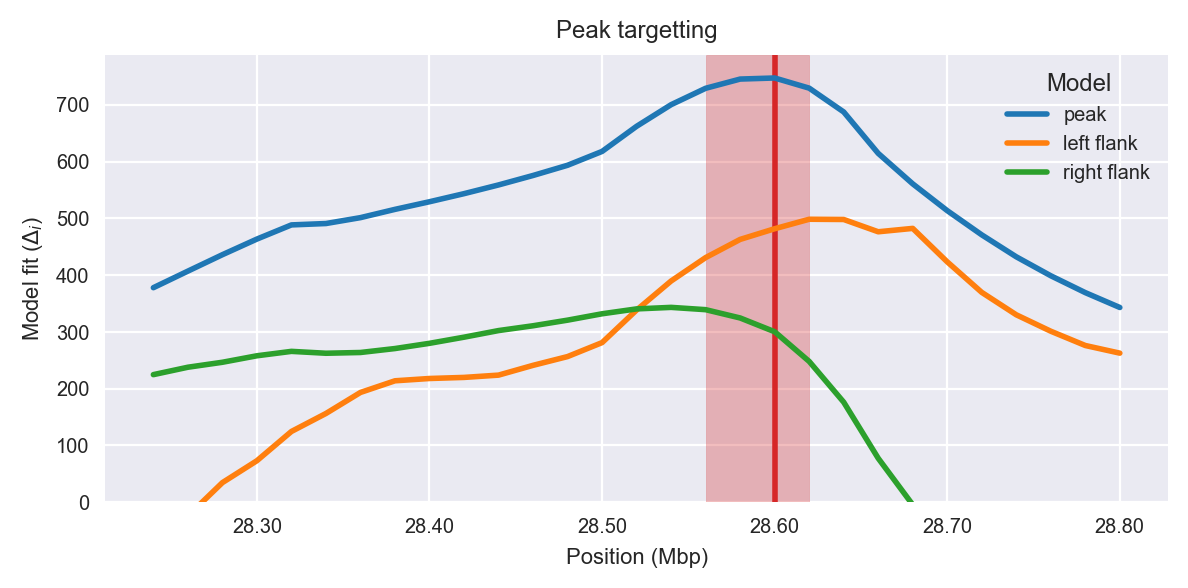 Peak targetting
Model
peak
left flank
right flank
Model fit (Δᵢ)
700
600
500
400
300
200
100
0
28.30 28.40 28.50 28.60 28.70 28.80
Position (Mbp)